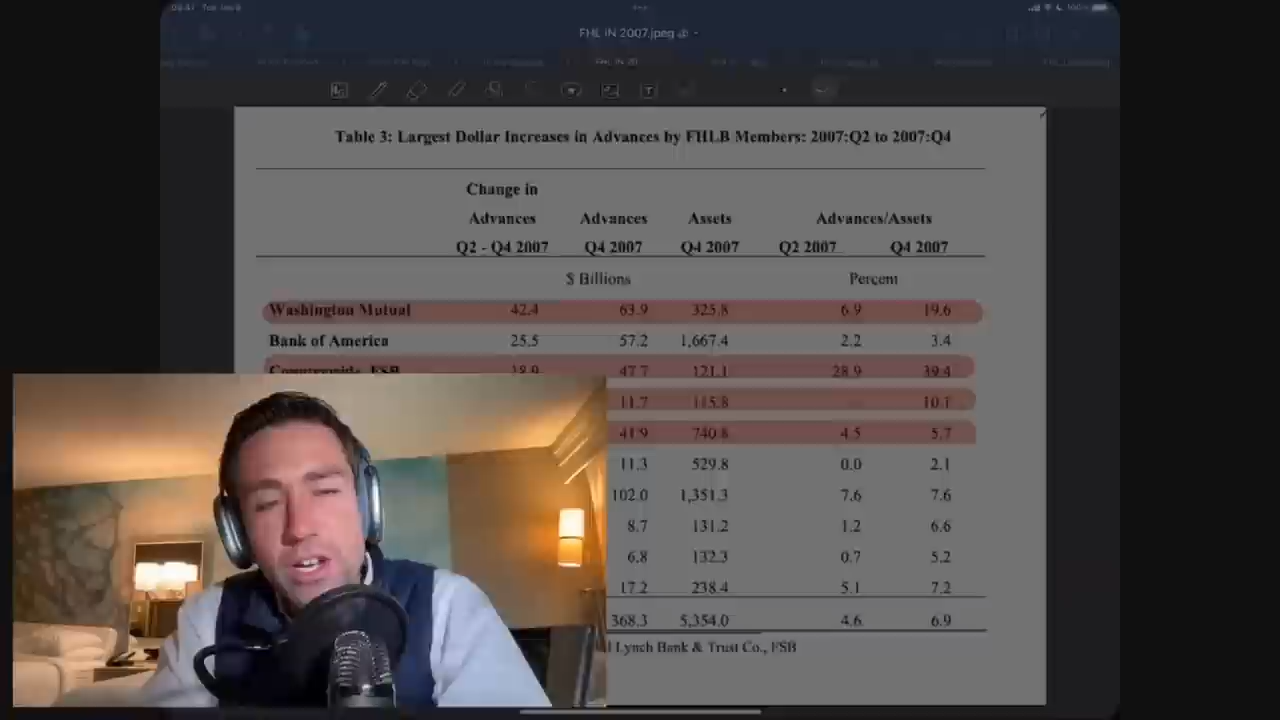 FHL IN 2007.jpeg
Table 3: Largest Dollar Increases in Advances by FHLB Members: 2007:Q2 to 2007:Q4
Change in
Advances Advances Assets Advances/Assets
Q2 - Q4 2007 Q4 2007 Q4 2007 Q2 2007 Q4 2007
$ Billions Percent
Washington Mutual 42.4 63.9 325.8 6.9 19.6
Bank of America 25.5 57.2 1,667.4 2.2 3.4
Countrywide, FSB 18.9 47.7 121.1 28.9 39.4
11.7 115.8 10.1
41.9 740.8 4.5 5.7
11.3 529.8 0.0 2.1
102.0 1,351.3 7.6 7.6
8.7 131.2 1.2 6.6
6.8 132.3 0.7 5.2
17.2 238.4 5.1 7.2
368.3 5,354.0 4.6 6.9
Lynch Bank & Trust Co., FSB